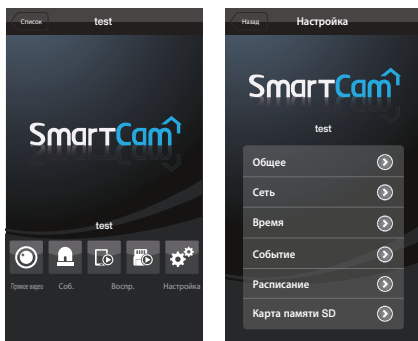 Список test
SmartCam
test
Прямое видео Соб. Воспр. Настройка
Назад Настройка
SmartCam
test
Общее
Сеть
Время
Событие
Расписание
Карта памяти SD